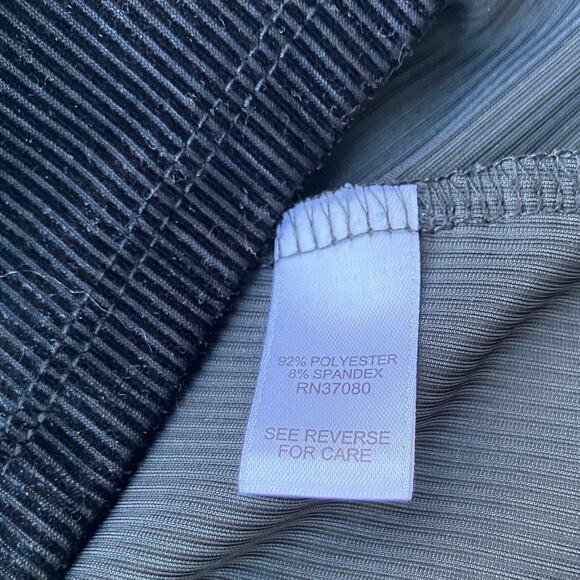 92% POLYESTER
8% SPANDEX
RN37080
SEE REVERSE
FOR CARE